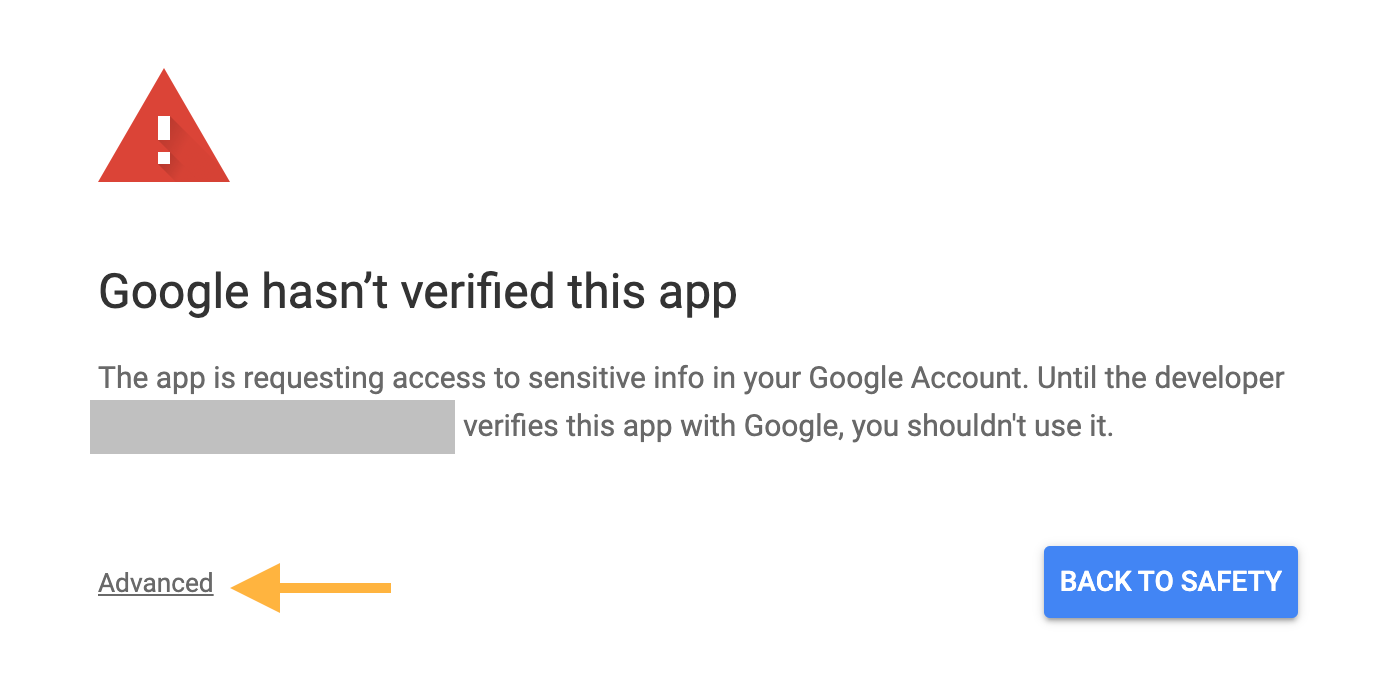 Google hasn’t verified this app
The app is requesting access to sensitive info in your Google Account. Until the developer
verifies this app with Google, you shouldn't use it.
Advanced
BACK TO SAFETY